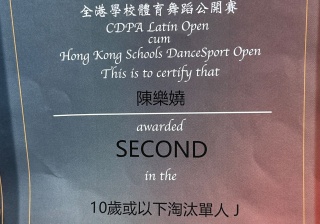 全港學校體育舞蹈公開賽
CDPA Latin Open
cum
Hong Kong Schools DanceSport Open
This is to certify that
陳樂嬈
awarded
SECOND
in the
10歲或以下淘汰單人 J